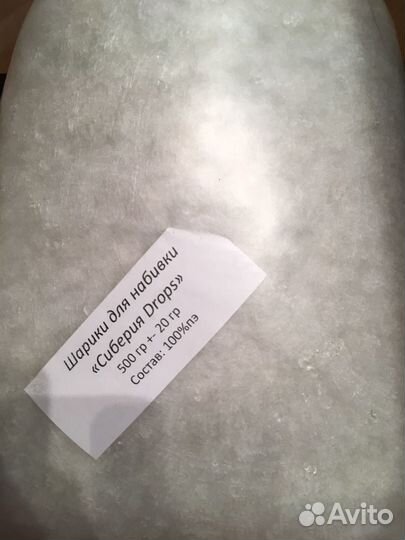 Шарики для набивки
«Сиберия Drops»
500 гр +- 20 гр
Состав: 100%пэ
Avito